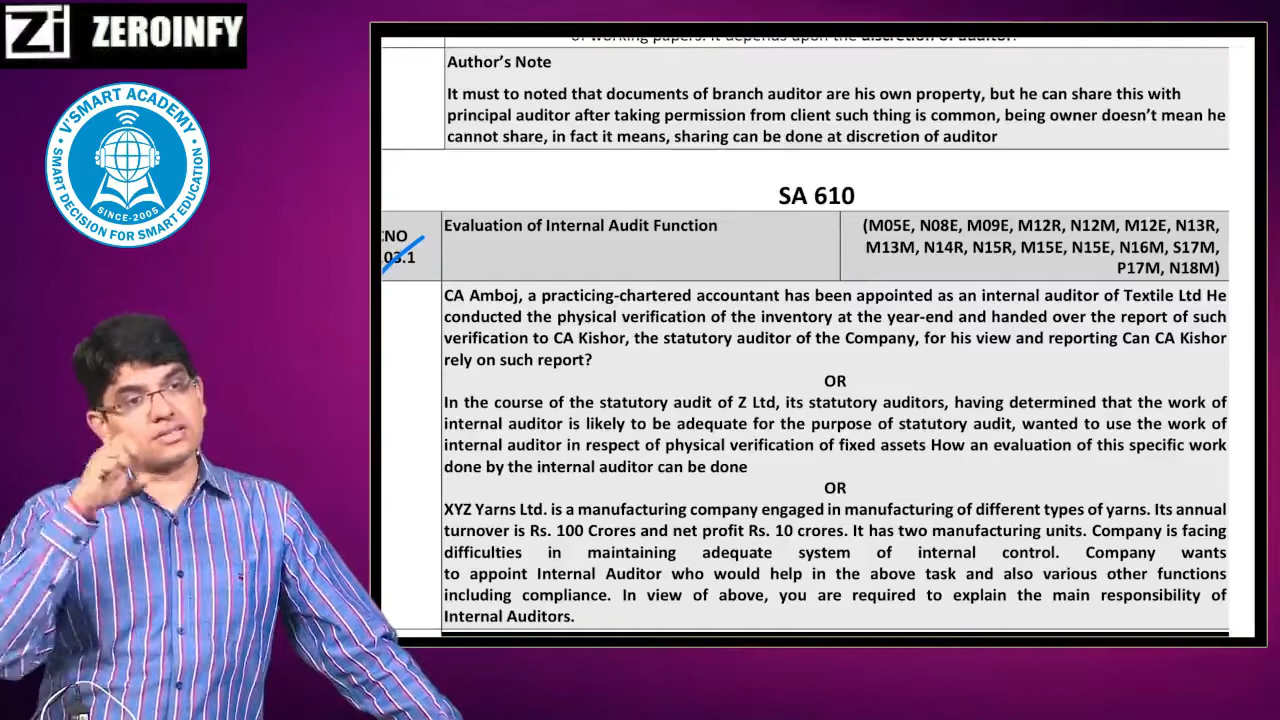 Zi ZEROINFY
V'SMART ACADEMY
SMART DECISION FOR SMART EDUCATION
SINCE-2005
of working papers. It depends upon the discretion of auditor.
Author's Note
It must to noted that documents of branch auditor are his own property, but he can share this with
principal auditor after taking permission from client such thing is common, being owner doesn't mean he
cannot share, in fact it means, sharing can be done at discretion of auditor
SA 610
CNO
03.1
Evaluation of Internal Audit Function
(M05E, N08E, M09E, M12R, N12M, M12E, N13R,
M13M, N14R, N15R, M15E, N15E, N16M, S17M,
P17M, N18M)
CA Amboj, a practicing-chartered accountant has been appointed as an internal auditor of Textile Ltd He
conducted the physical verification of the inventory at the year-end and handed over the report of such
verification to CA Kishor, the statutory auditor of the Company, for his view and reporting Can CA Kishor
rely on such report?
OR
In the course of the statutory audit of Z Ltd, its statutory auditors, having determined that the work of
internal auditor is likely to be adequate for the purpose of statutory audit, wanted to use the work of
internal auditor in respect of physical verification of fixed assets How an evaluation of this specific work
done by the internal auditor can be done
OR
XYZ Yarns Ltd. is a manufacturing company engaged in manufacturing of different types of yarns. Its annual
turnover is Rs. 100 Crores and net profit Rs. 10 crores. It has two manufacturing units. Company is facing
difficulties in maintaining adequate system of internal control. Company wants
to appoint Internal Auditor who would help in the above task and also various other functions
including compliance. In view of above, you are required to explain the main responsibility of
Internal Auditors.